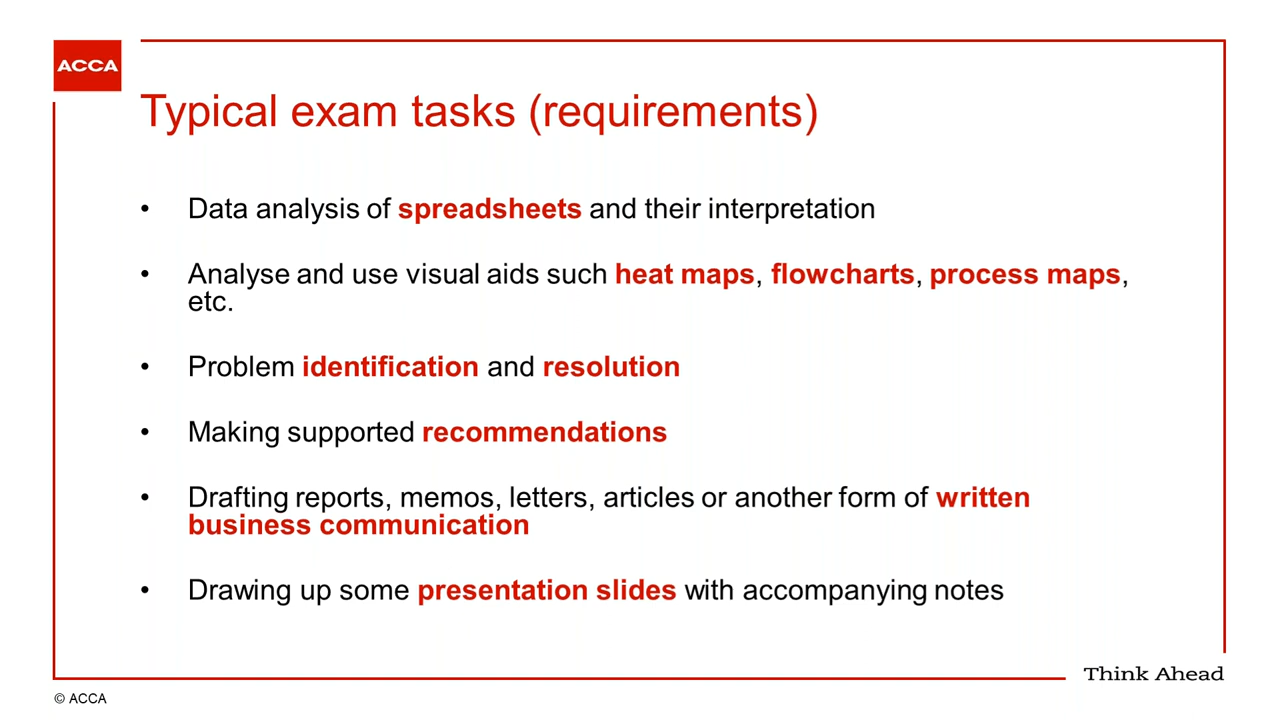 ACCA
Typical exam tasks (requirements)
• Data analysis of spreadsheets and their interpretation
• Analyse and use visual aids such heat maps, flowcharts, process maps,
etc.
• Problem identification and resolution
• Making supported recommendations
• Drafting reports, memos, letters, articles or another form of written
business communication
• Drawing up some presentation slides with accompanying notes
Think Ahead
© ACCA